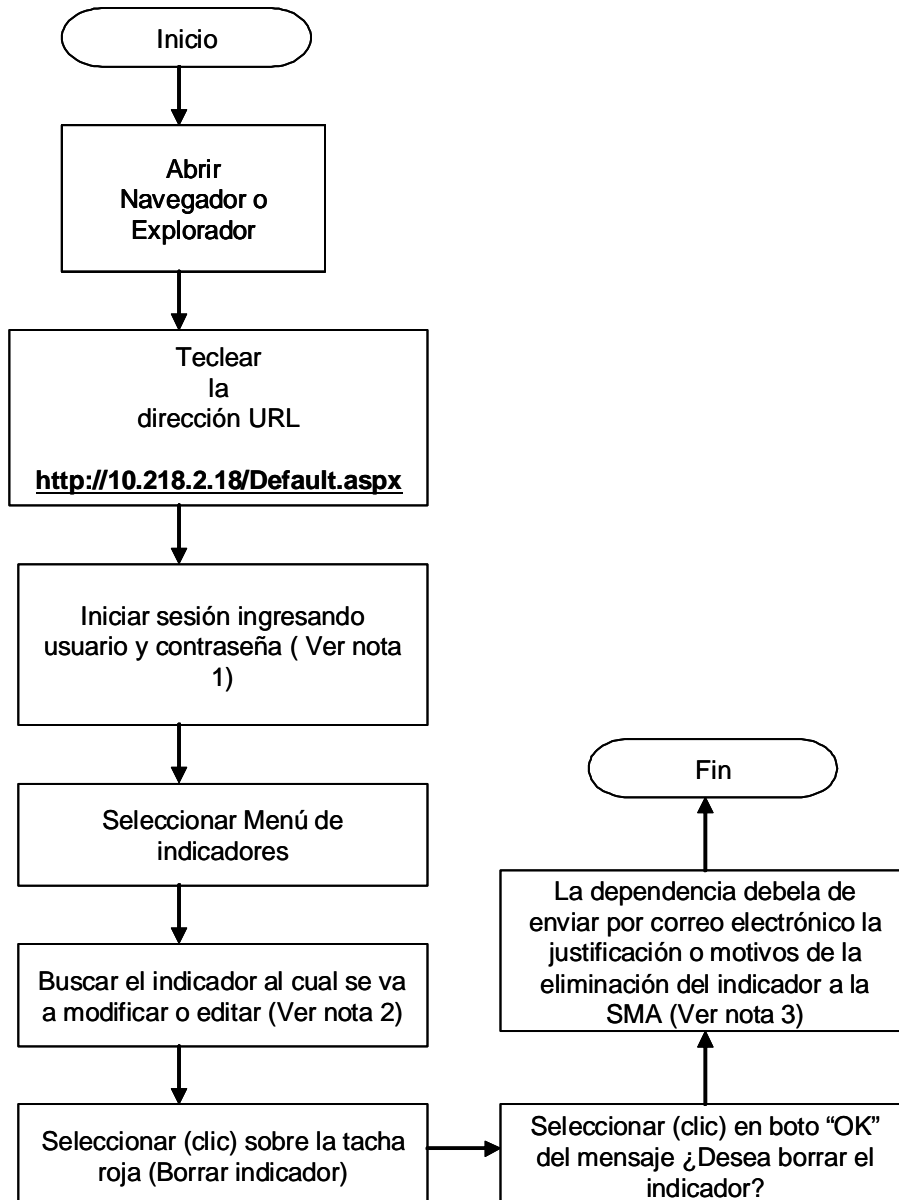 Inicio
Abrir
Navegador o
Explorador
Teclear
la
dirección URL
http://10.218.2.18/Default.aspx
Iniciar sesión ingresando
usuario y contraseña ( Ver nota
1)
Seleccionar Menú de
indicadores
Buscar el indicador al cual se va
a modificar o editar (Ver nota 2)
Seleccionar (clic) sobre la tacha
roja (Borrar indicador)
Seleccionar (clic) en boto “OK”
del mensaje ¿Desea borrar el
indicador?
La dependencia debela de
enviar por correo electrónico la
justificación o motivos de la
eliminación del indicador a la
SMA (Ver nota 3)
Fin